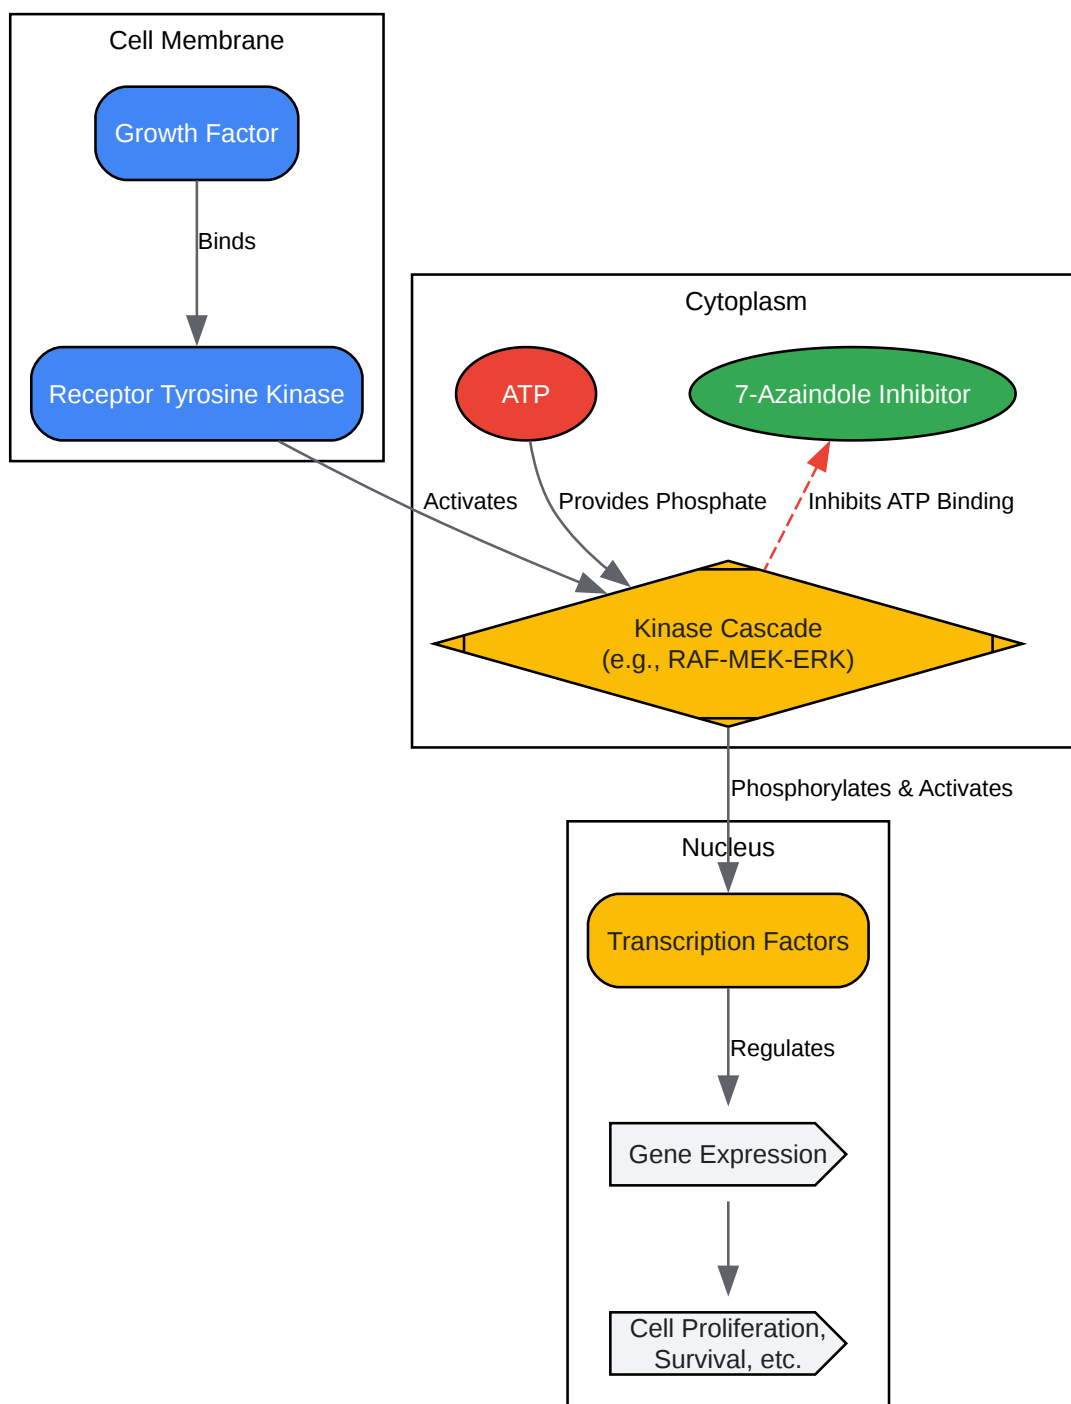 Cell Membrane
Growth Factor
Binds
Receptor Tyrosine Kinase
Cytoplasm
ATP
7-Azaindole Inhibitor
Activates
Provides Phosphate
Inhibits ATP Binding
Kinase Cascade
(e.g., RAF-MEK-ERK)
Phosphorylates & Activates
Nucleus
Transcription Factors
Regulates
Gene Expression
Cell Proliferation,
Survival, etc.